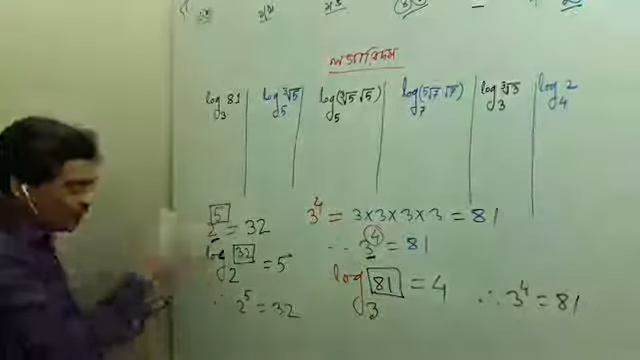 লগারিদম
log₃ 81 log₅ ∛5 log₅ (∛5 √5) log₇ (⁵√7 √7) log₃ ∛3 log₄ 2
2⁵ = 32 3⁴ = 3×3×3×3 = 81
∴ 3⁴ = 81
log₂ 32 = 5
log₃ 81 = 4
∴ 2⁵ = 32 ∴ 3⁴ = 81